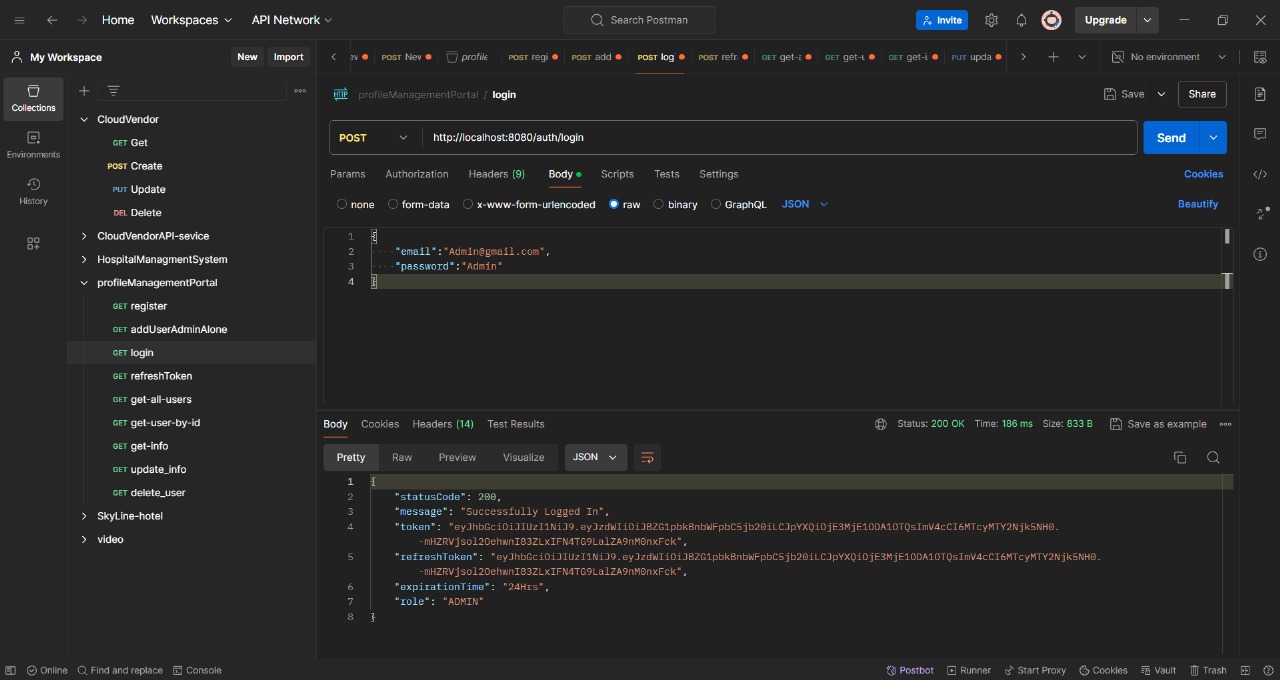 Home Workspaces API Network Search Postman Invite Upgrade
My Workspace New Import ev POST Nev profile POST regi POST add POST log POST refr GET get-a GET get-u GET get-i PUT upda No environment
Collections
Environments
History
CloudVendor
GET Get
POST Create
PUT Update
DEL Delete
CloudVendorAPI-sevice
HospitalManagmentSystem
profileManagementPortal
GET register
GET addUserAdminAlone
GET login
GET refreshToken
GET get-all-users
GET get-user-by-id
GET get-info
GET update_info
GET delete_user
SkyLine-hotel
video
HTTP profileManagementPortal / login Save Share
POST http://localhost:8080/auth/login Send
Params Authorization Headers (9) Body Scripts Tests Settings Cookies
none form-data x-www-form-urlencoded raw binary GraphQL JSON Beautify
1 {
2 "email":"Admin@gmail.com",
3 "password":"Admin"
4 }
Body Cookies Headers (14) Test Results Status: 200 OK Time: 186 ms Size: 833 B Save as example
Pretty Raw Preview Visualize JSON
1 {
2 "statusCode": 200,
3 "message": "Successfully Logged In",
4 "token": "eyJhbGciOiJIUzI1NiJ9.eyJzdWIiOiJBZG1pbkBnbWFpbC5jb20iLCJpYXQiOjE3MjE1ODA1OTQsImV4cCI6MTcyMTY2Njk5NH0.
-mHZRVjsol2OehwnI83ZLxIFN4TG9LalZA9nM0nxFck",
5 "refreshToken": "eyJhbGciOiJIUzI1NiJ9.eyJzdWIiOiJBZG1pbkBnbWFpbC5jb20iLCJpYXQiOjE3MjE1ODA1OTQsImV4cCI6MTcyMTY2Njk5NH0.
-mHZRVjsol2OehwnI83ZLxIFN4TG9LalZA9nM0nxFck",
6 "expirationTime": "24Hrs",
7 "role": "ADMIN"
8 }
Online Find and replace Console Postbot Runner Start Proxy Cookies Vault Trash